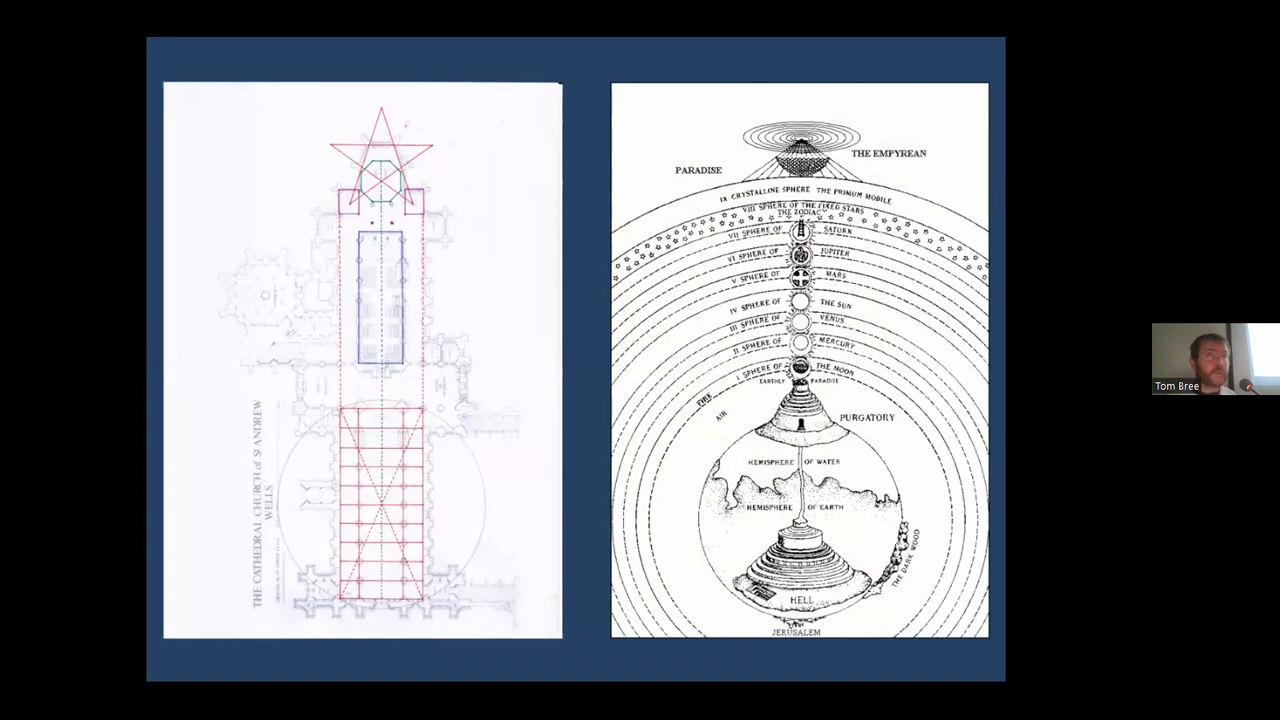 THE CATHEDRAL CHURCH of St ANDREW
WELLS
THE EMPYREAN
PARADISE
IX CRYSTALLINE SPHERE THE PRIMUM MOBILE
VIII SPHERE OF THE FIXED STARS
THE ZODIAC
VII SPHERE OF SATURN
VI SPHERE OF JUPITER
V SPHERE OF MARS
IV SPHERE OF THE SUN
III SPHERE OF VENUS
II SPHERE OF MERCURY
I SPHERE OF THE MOON
EARTHLY PARADISE
FIRE
AIR
PURGATORY
HEMISPHERE OF WATER
HEMISPHERE OF EARTH
THE DARK WOOD
HELL
JERUSALEM
Tom Bree